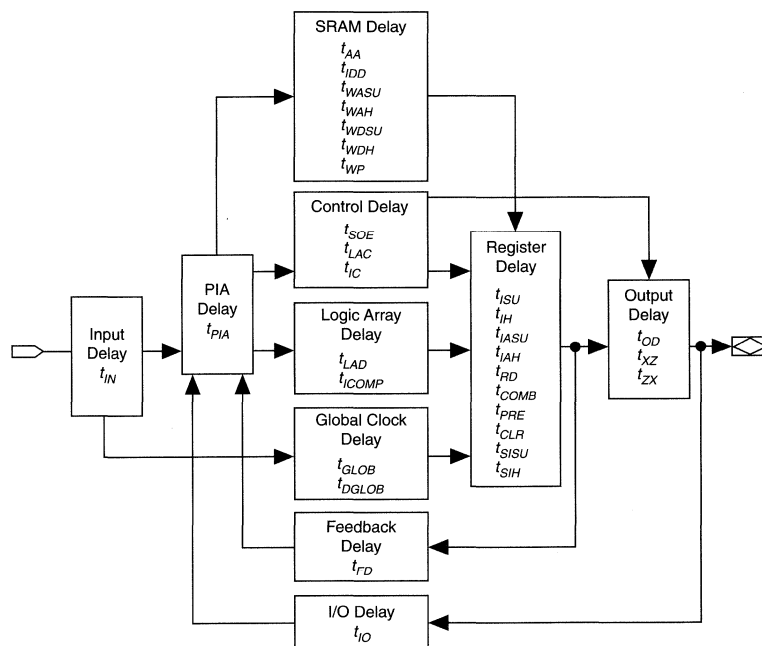 SRAM Delay
tAA
tIDD
tWASU
tWAH
tWDSU
tWDH
tWP
Control Delay
tSOE
tLAC
tIC
Register
Delay
tISU
tIH
tIASU
tIAH
tRD
tCOMB
tPRE
tCLR
tSISU
tSIH
PIA
Delay
tPIA
Output
Delay
tOD
tXZ
tZX
Input
Delay
tIN
Logic Array
Delay
tLAD
tICOMP
Global Clock
Delay
tGLOB
tDGLOB
Feedback
Delay
tFD
I/O Delay
tIO